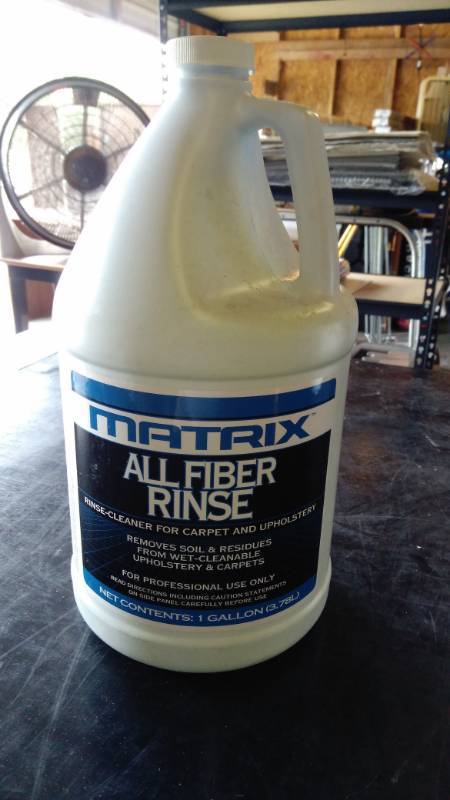 MATRIX™
ALL FIBER
RINSE
RINSE-CLEANER FOR CARPET AND UPHOLSTERY
REMOVES SOIL & RESIDUES
FROM WET-CLEANABLE
UPHOLSTERY & CARPETS
FOR PROFESSIONAL USE ONLY
READ DIRECTIONS INCLUDING CAUTION STATEMENTS
ON SIDE PANEL CAREFULLY BEFORE USE
NET CONTENTS: 1 GALLON (3.78L)